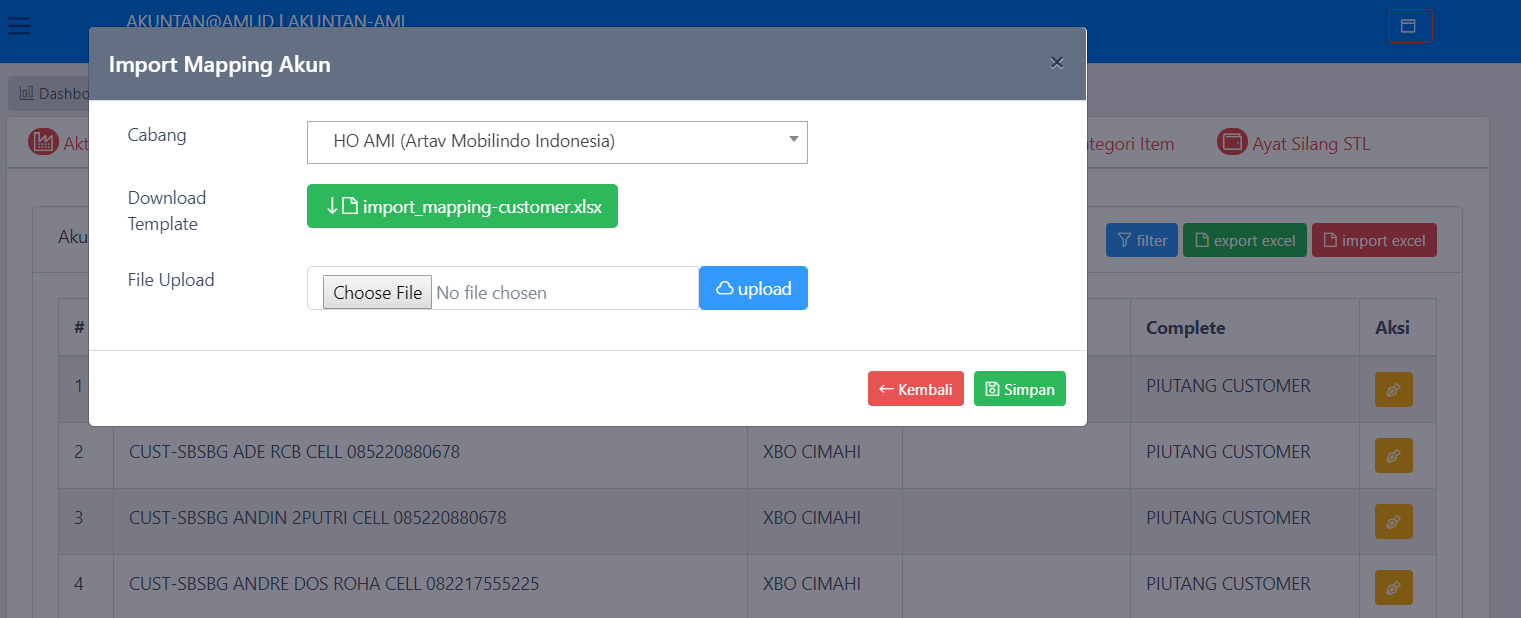 AKUNTAN@AMI.ID | AKUNTAN-AMI
Import Mapping Akun
×
Dashbo
Akt
tegori Item
Ayat Silang STL
Cabang
HO AMI (Artav Mobilindo Indonesia)
Download
Template
import_mapping-customer.xlsx
Aku
filter
export excel
import excel
File Upload
Choose File No file chosen
upload
#
Complete
Aksi
Kembali
Simpan
1
PIUTANG CUSTOMER
2 CUST-SBSBG ADE RCB CELL 085220880678 XBO CIMAHI PIUTANG CUSTOMER
3 CUST-SBSBG ANDIN 2PUTRI CELL 085220880678 XBO CIMAHI PIUTANG CUSTOMER
4 CUST-SBSBG ANDRE DOS ROHA CELL 082217555225 XBO CIMAHI PIUTANG CUSTOMER